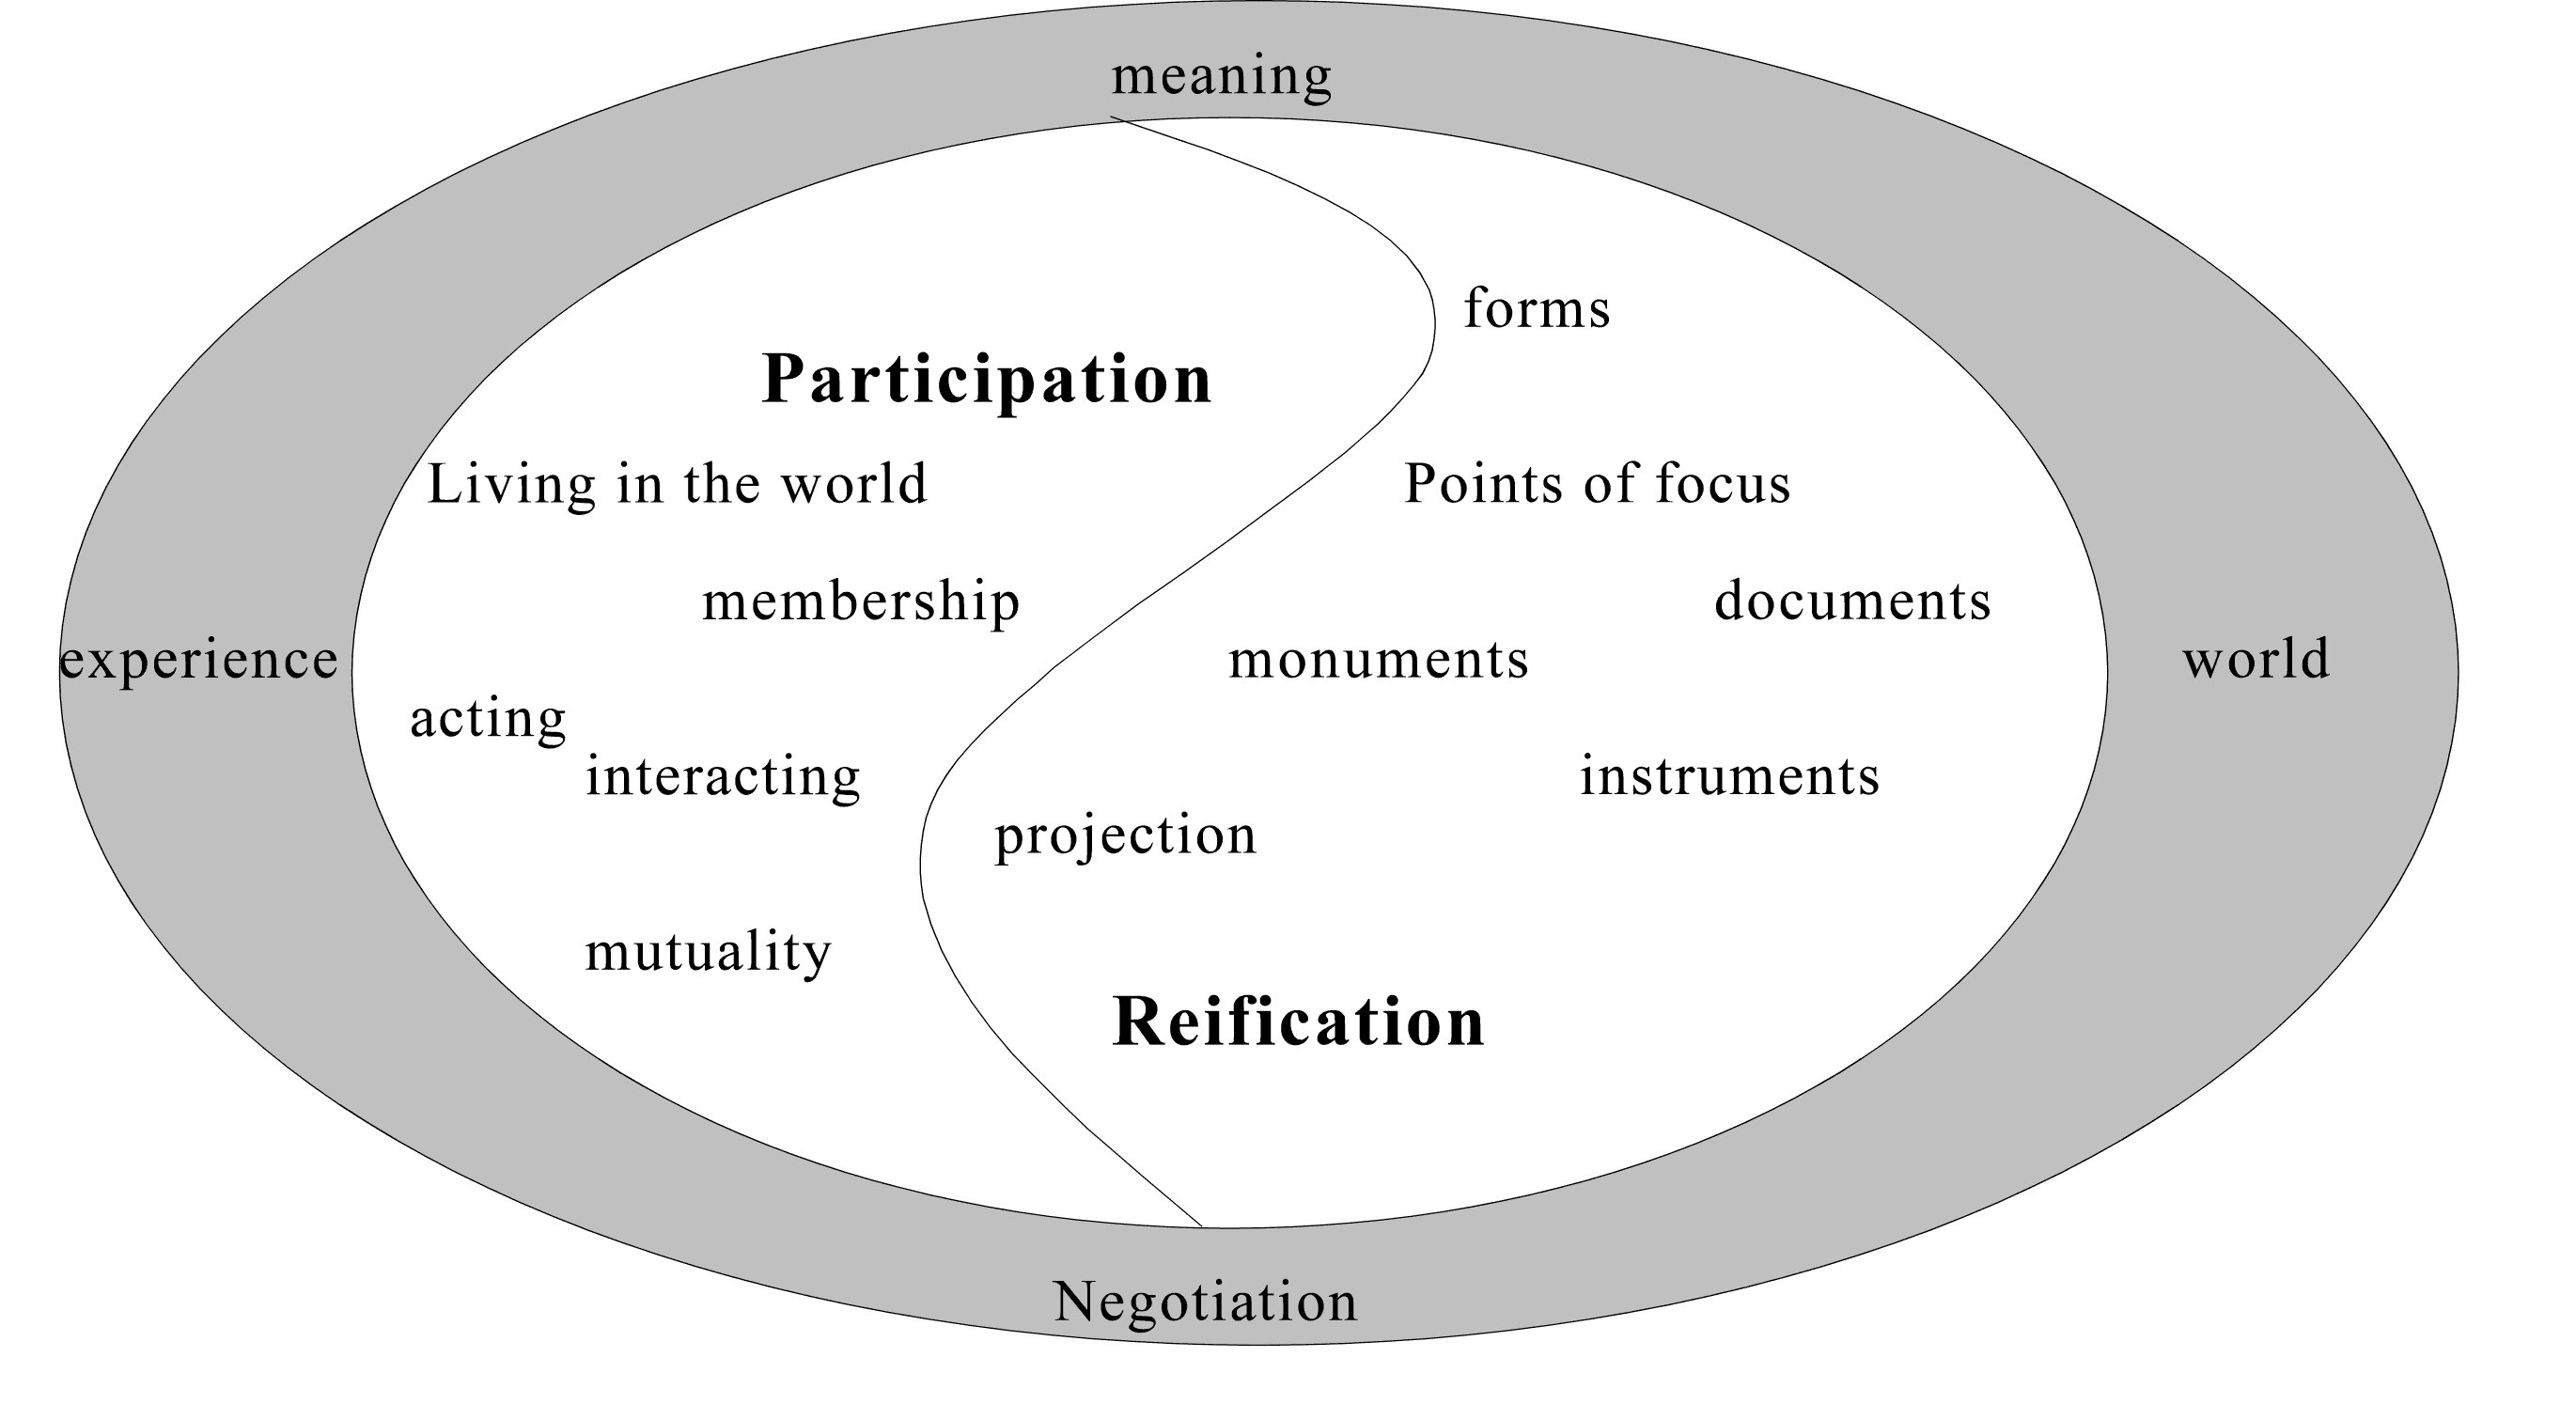 meaning
forms
Participation
Living in the world
Points of focus
membership
documents
experience
monuments
world
acting
interacting
instruments
projection
mutuality
Reification
Negotiation